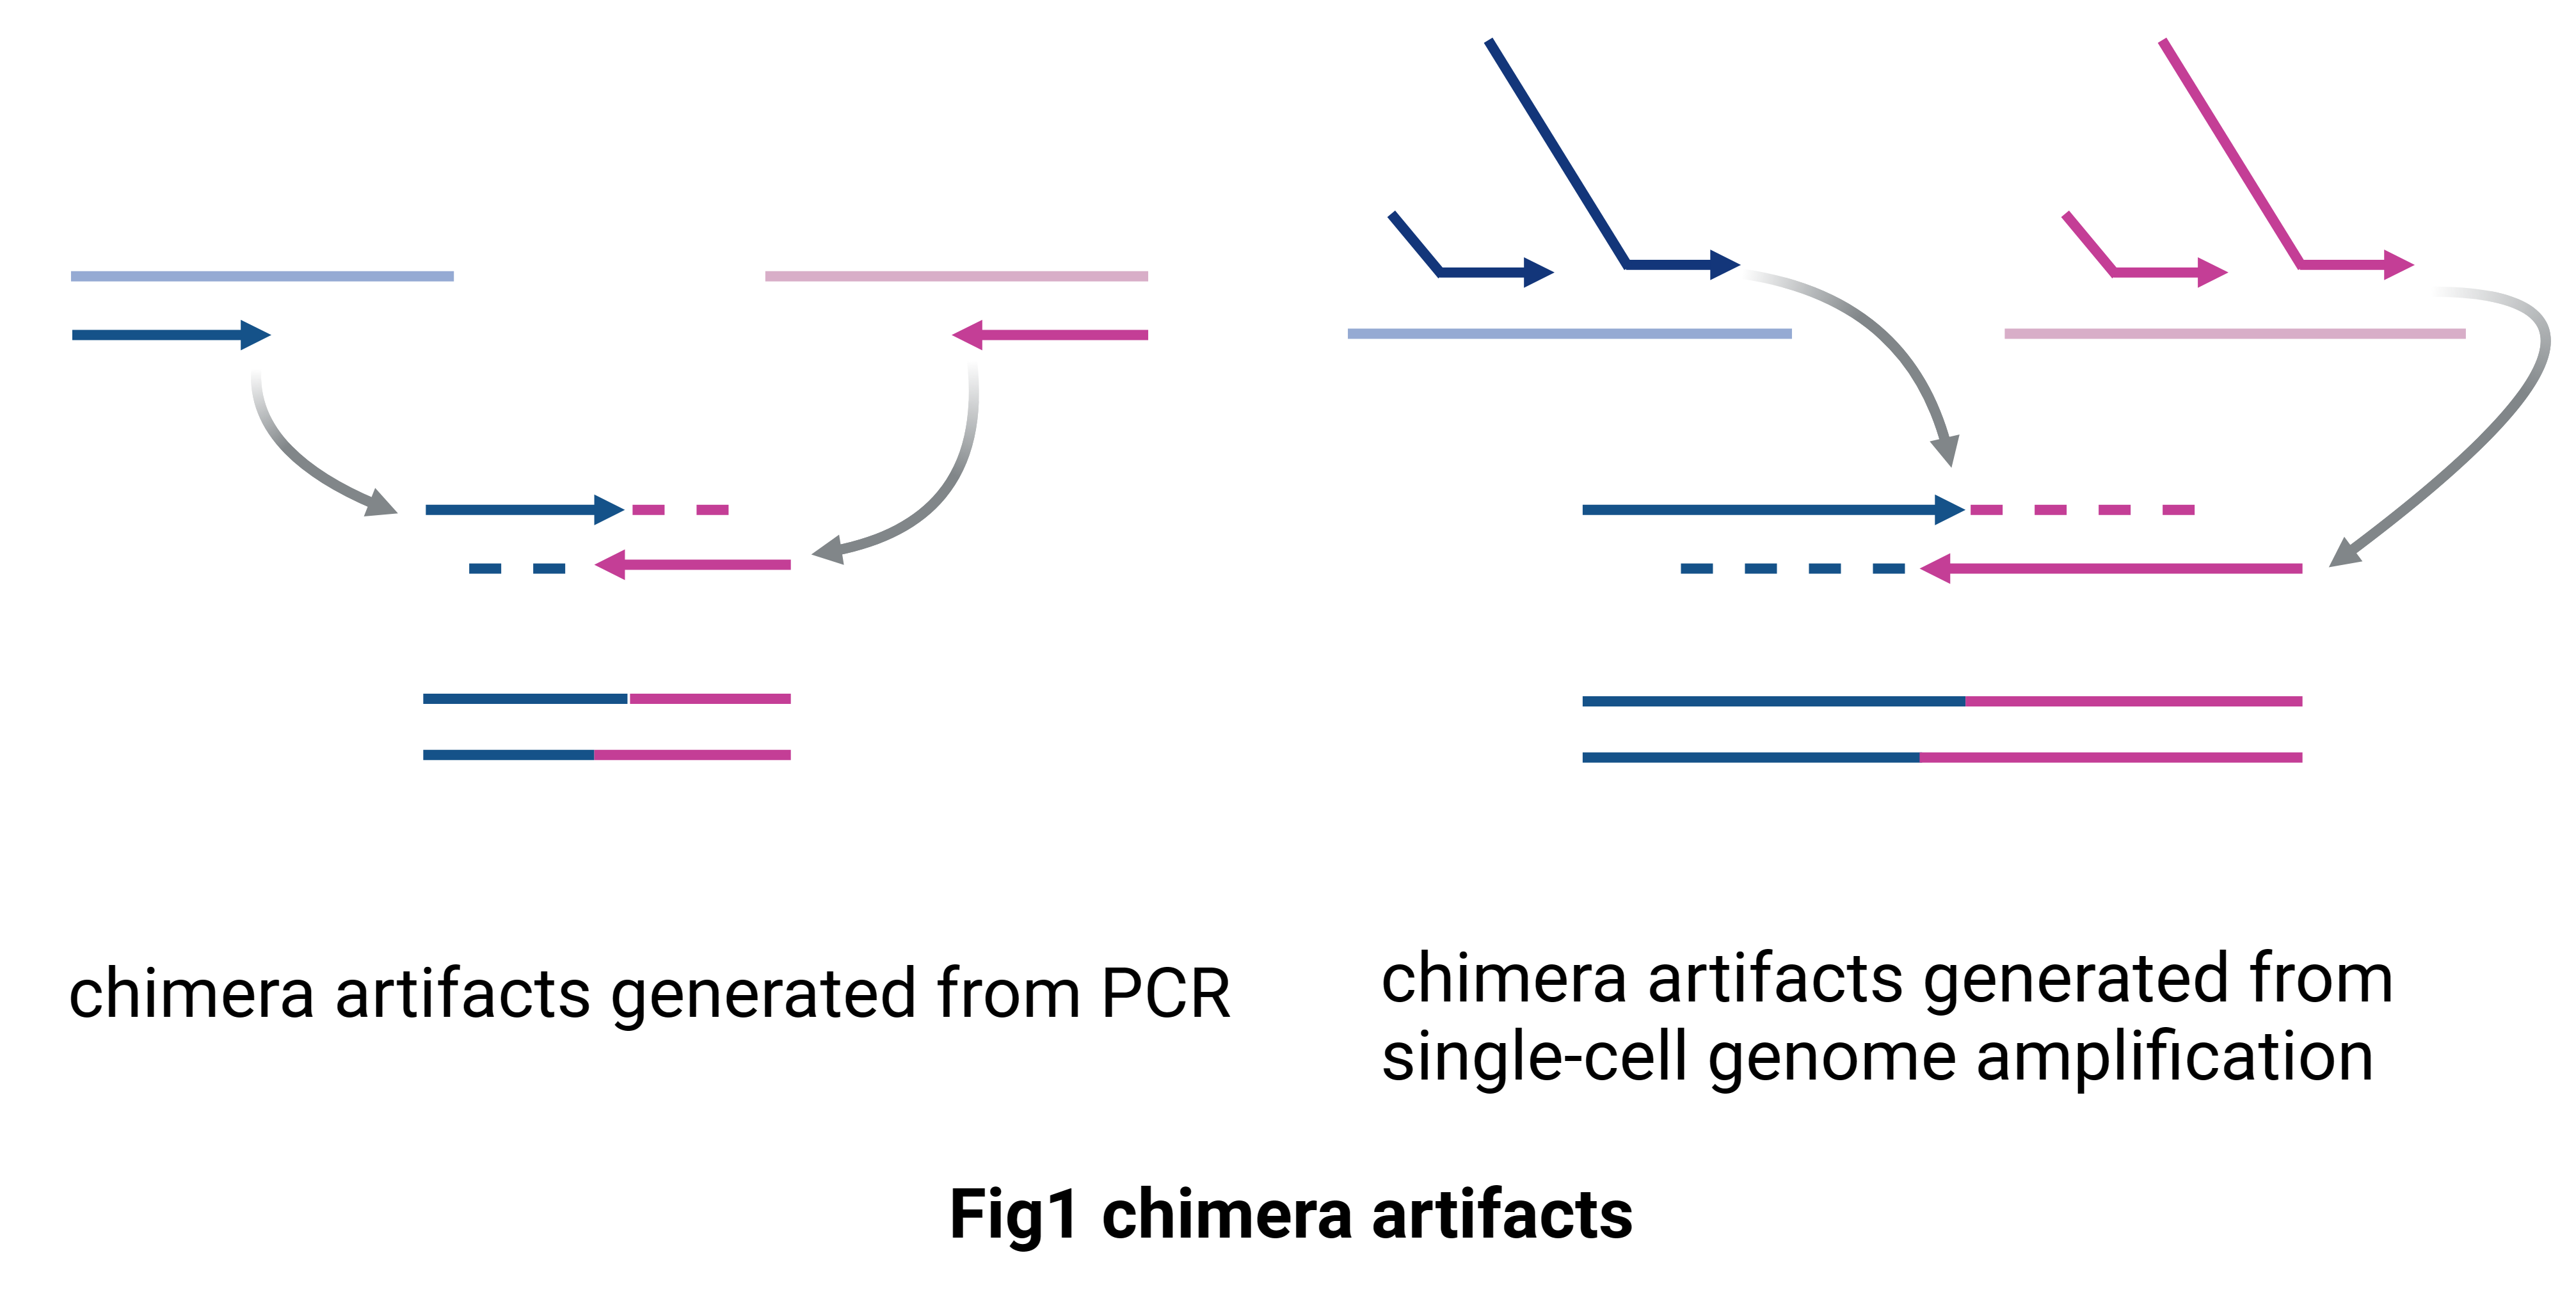 chimera artifacts generated from PCR
chimera artifacts generated from
single-cell genome amplification
Fig1 chimera artifacts